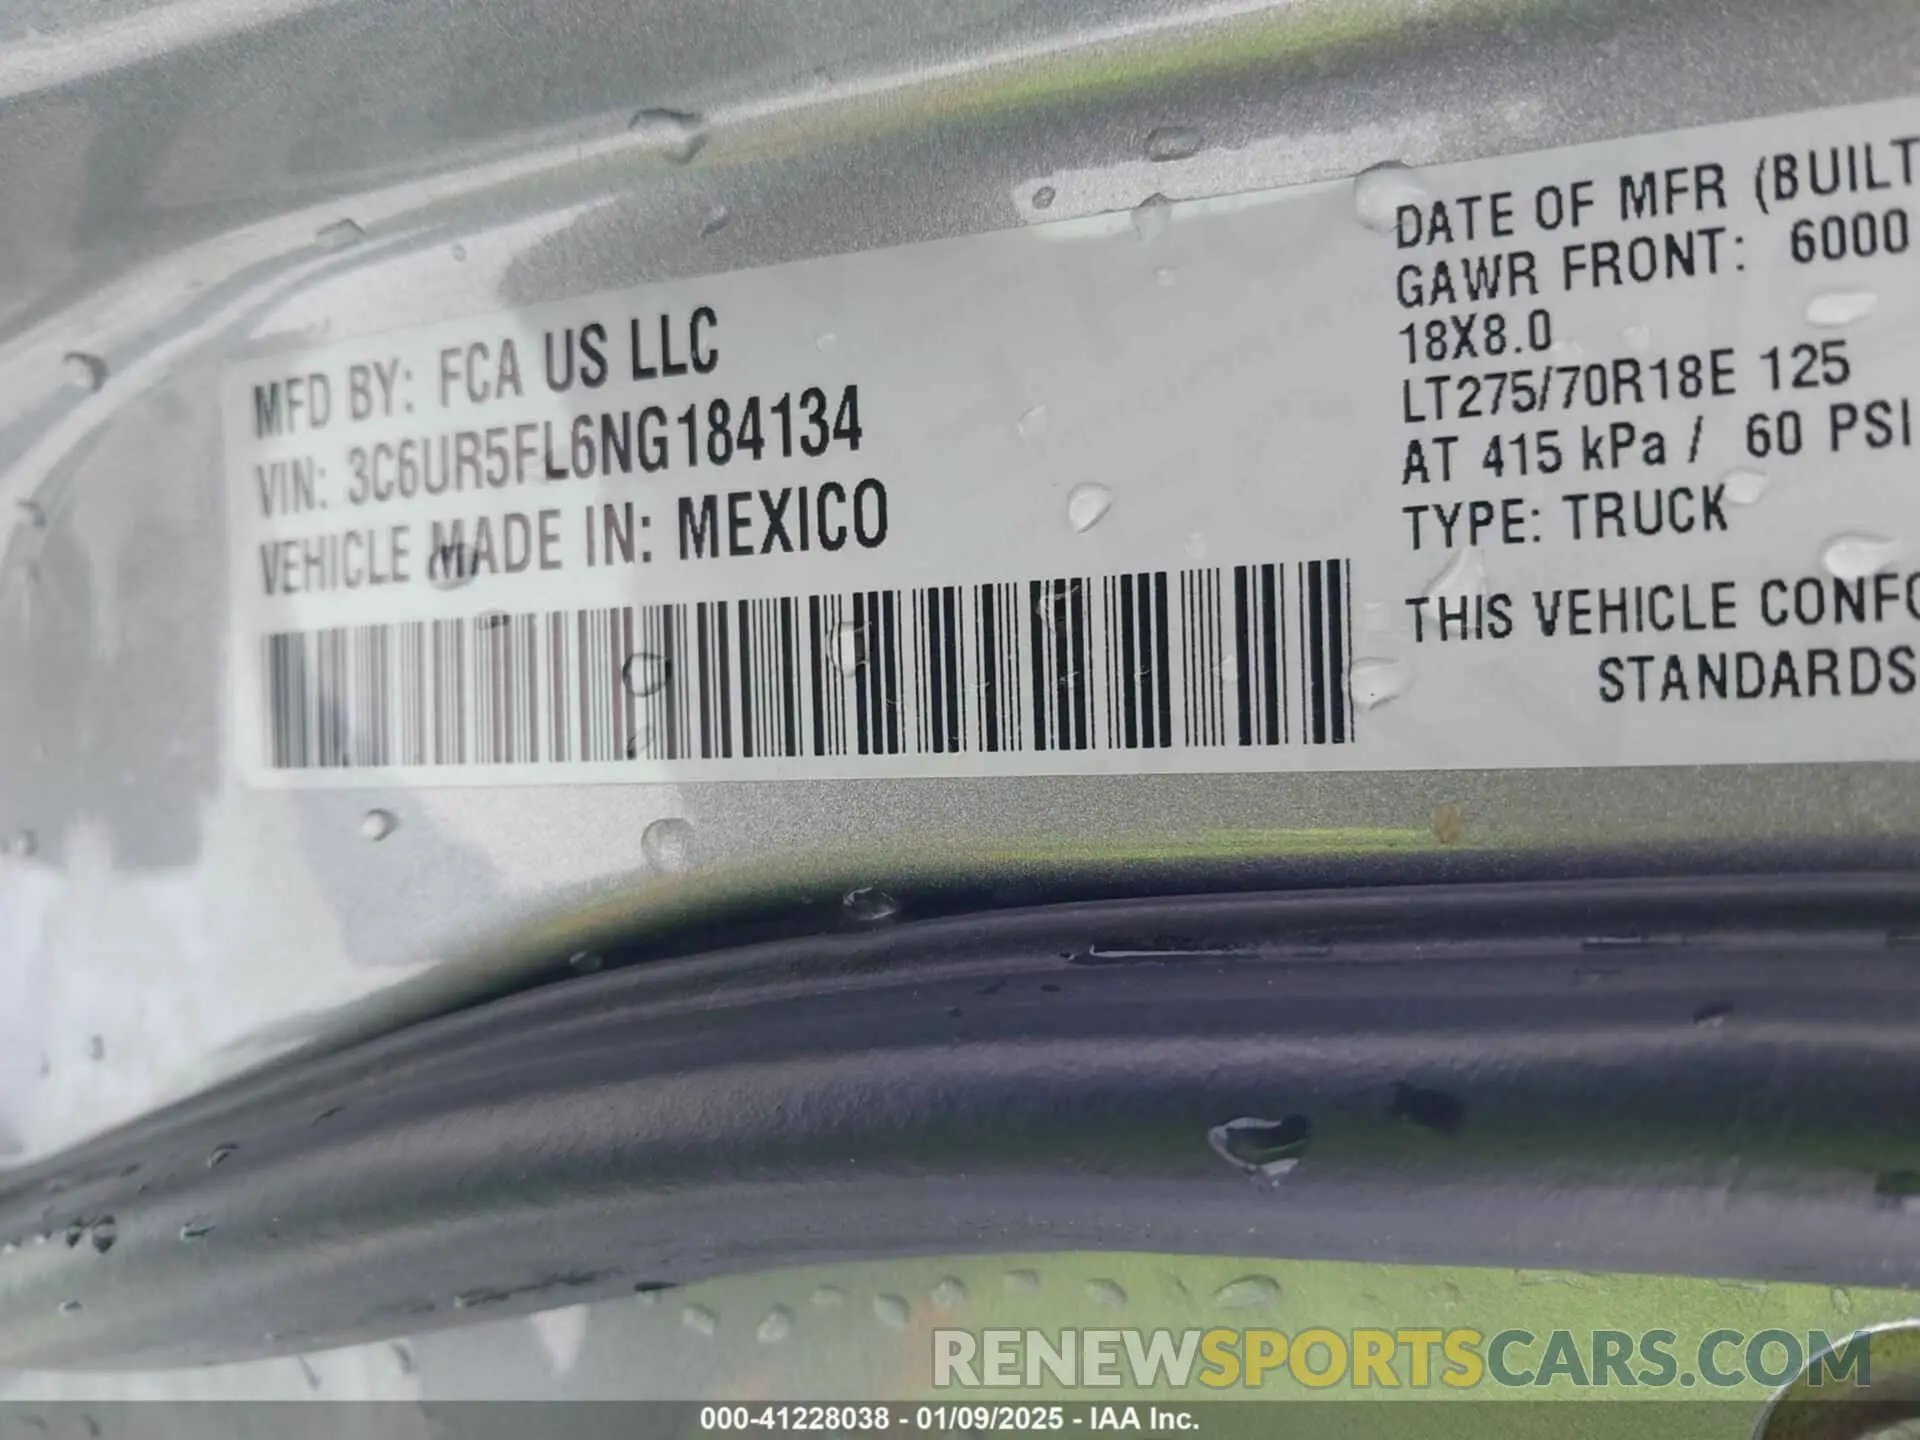 MFD BY: FCA US LLC
VIN: 3C6UR5FL6NG184134
VEHICLE MADE IN: MEXICO
DATE OF MFR (BUILT
GAWR FRONT: 6000
18X8.0
LT275/70R18E 125
AT 415 kPa / 60 PSI
TYPE: TRUCK
THIS VEHICLE CONFO
STANDARDS
RENEWSPORTSCARS.COM
000-41228038 - 01/09/2025 - IAA Inc.